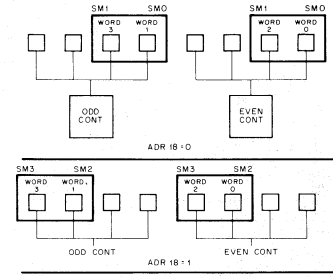 SM1 SM0 SM1 SM0
WORD 3 WORD 1 WORD 2 WORD 0
ODD CONT EVEN CONT
ADR 18=0
SM3 SM2 SM3 SM2
WORD 3 WORD, 1 WORD 2 WORD 0
ODD CONT EVEN CONT
ADR 18=1